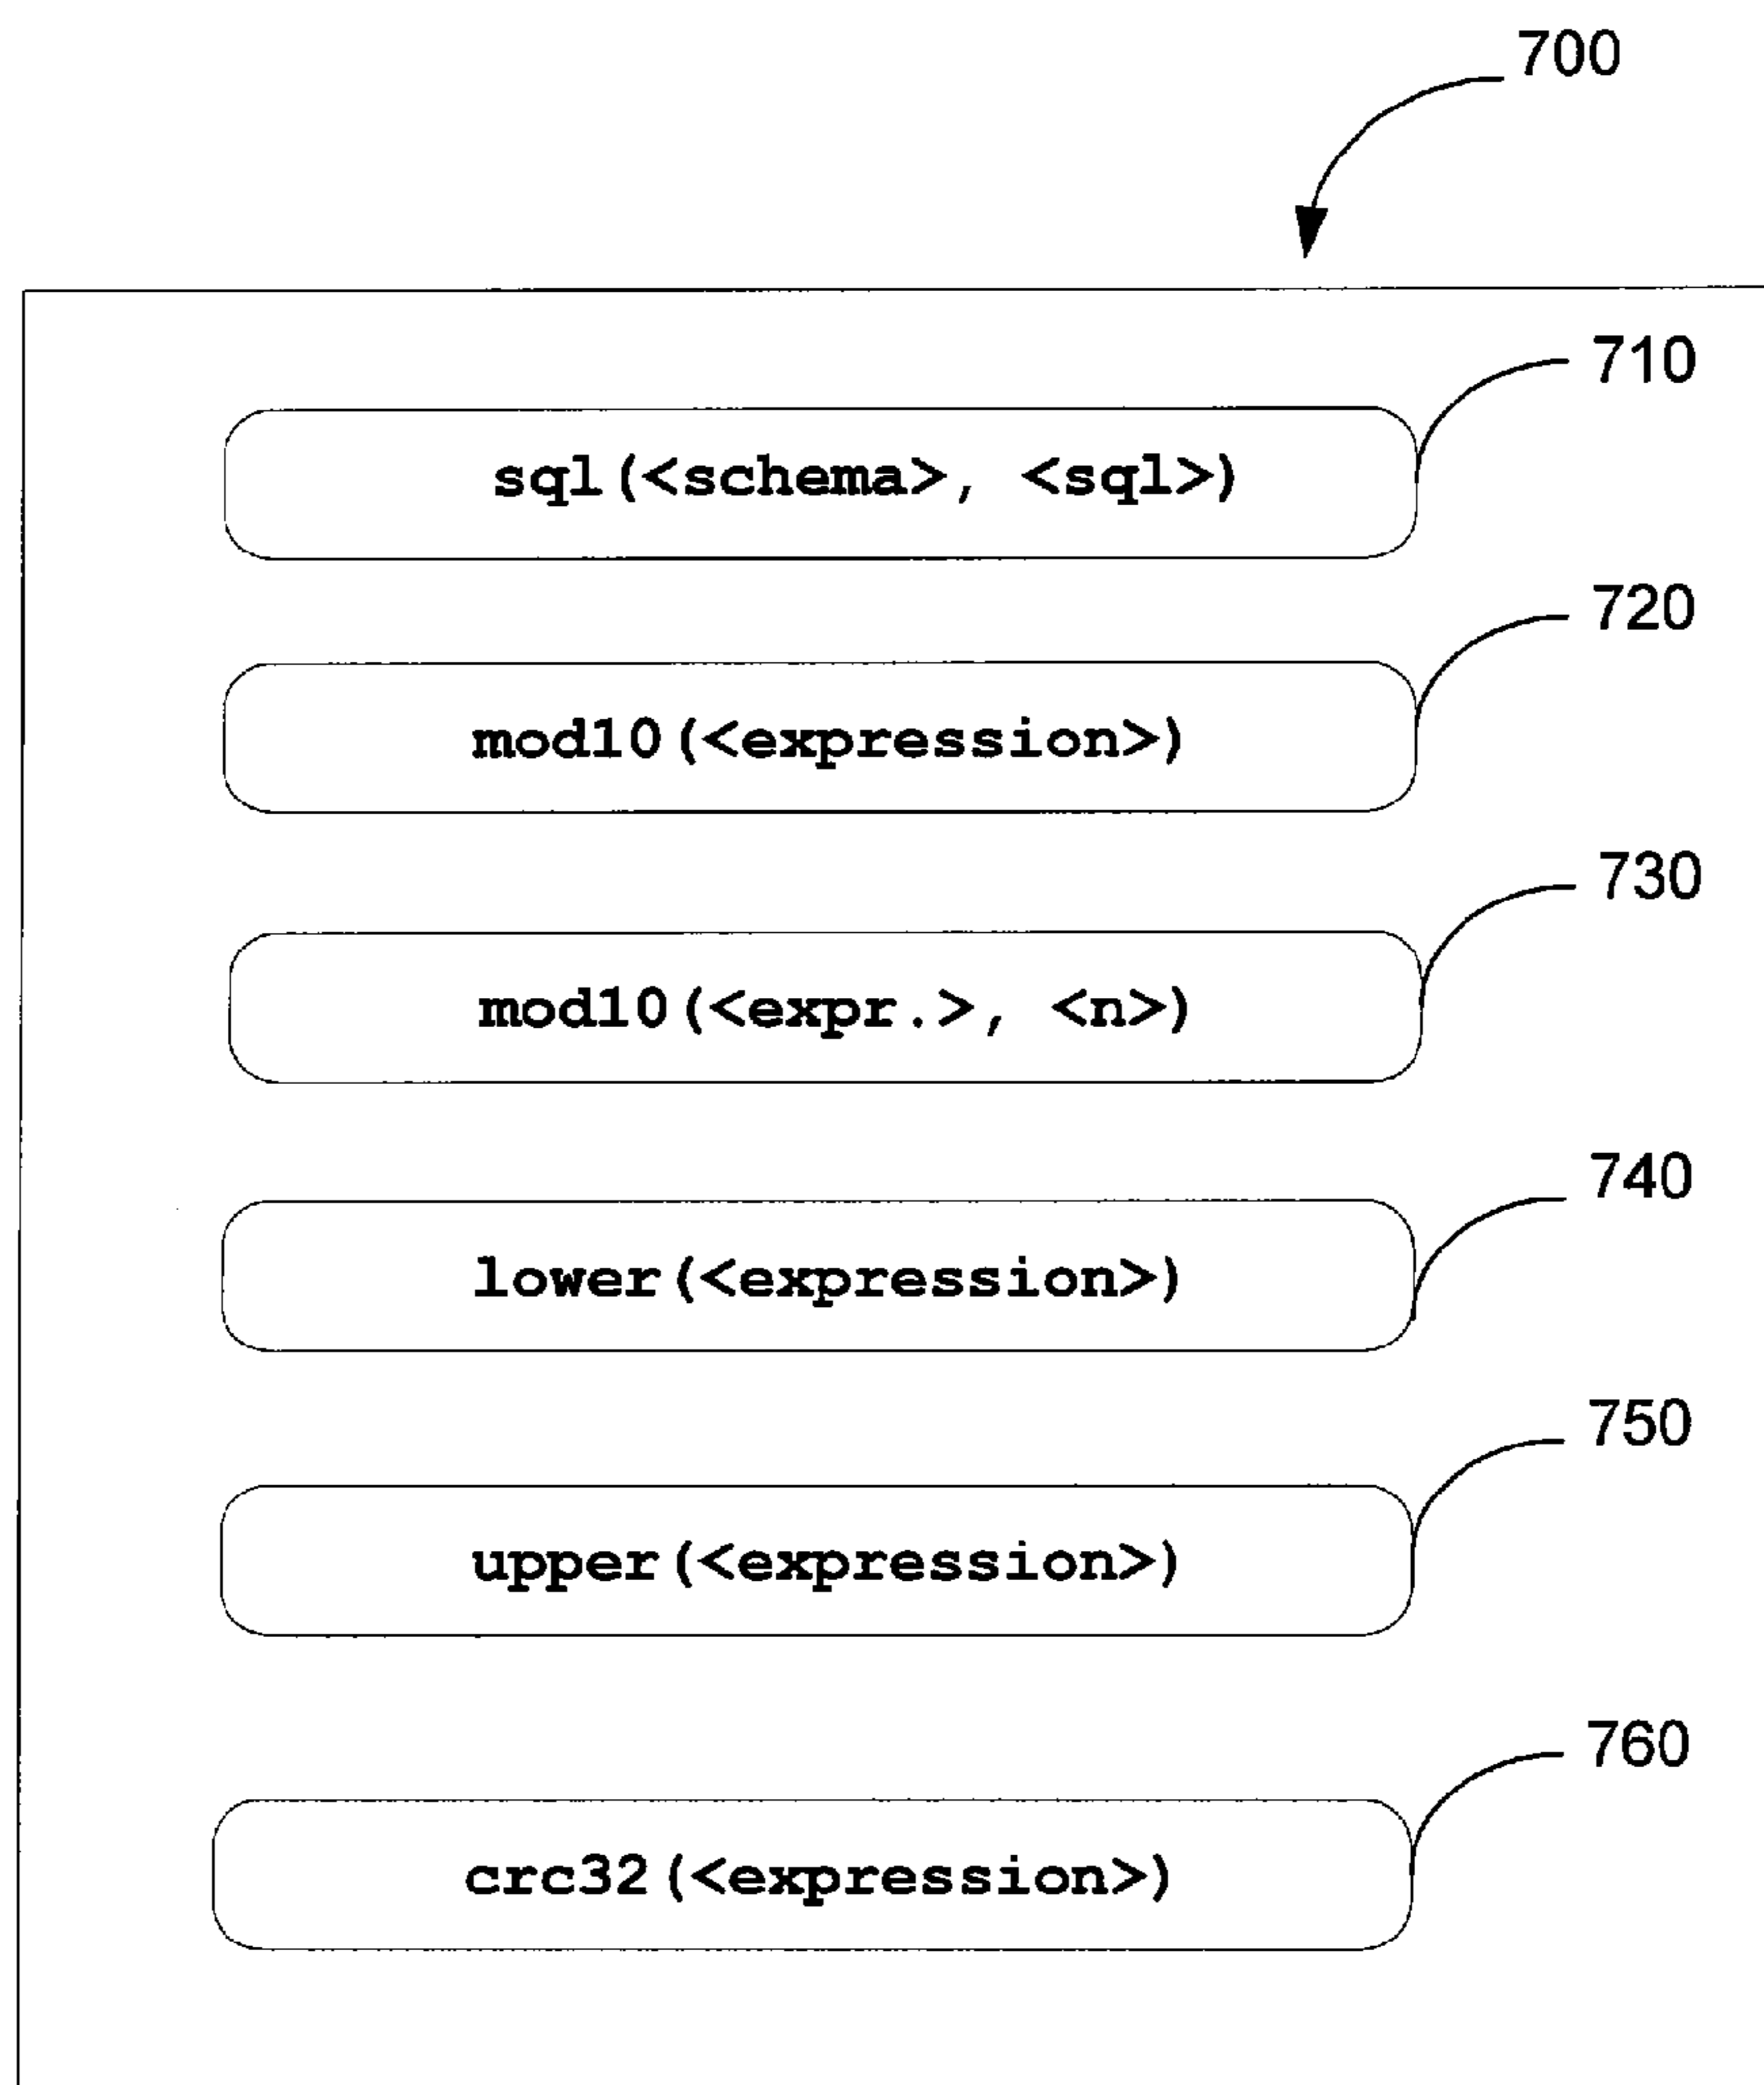 700
710
sql(<schema>, <sql>)
720
mod10(<expression>)
730
mod10(<expr.>, <n>)
740
lower(<expression>)
750
upper(<expression>)
760
crc32(<expression>)